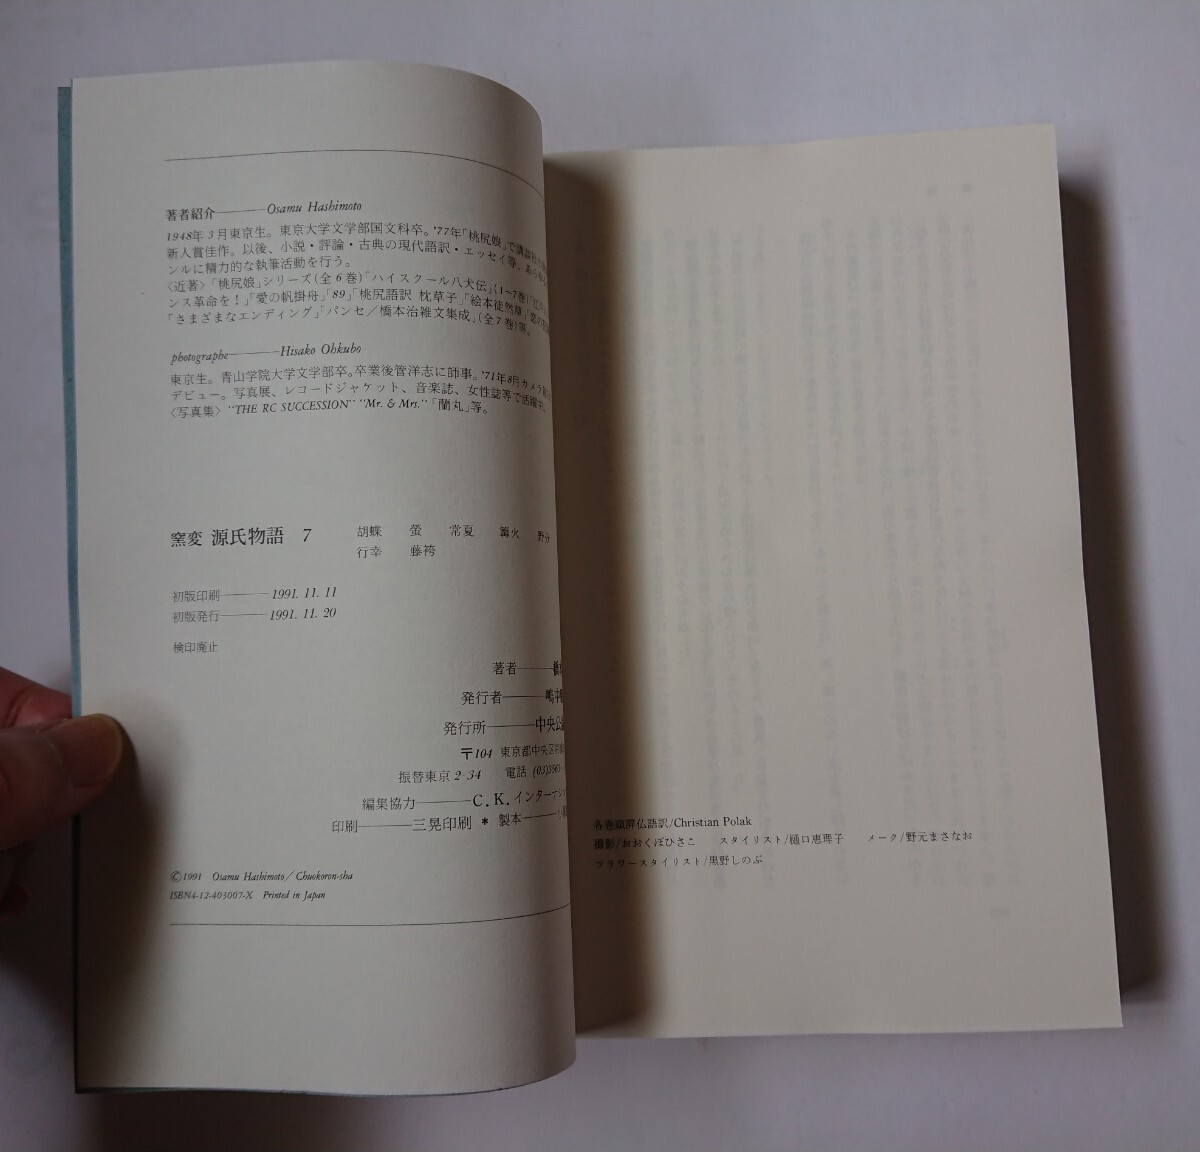 著者紹介――Osamu Hashimoto
1948年3月東京生。東京大学文学部国文科卒。'77年「桃尻娘」で講談社
新人賞佳作。以後、小説・評論・古典の現代語訳・エッセイ等、あらゆる
ンルに精力的な執筆活動を行う。
〈近著〉「桃尻娘」シリーズ(全6巻)「ハイスクール八犬伝」(1〜7巻)「江戸
ンス革命を!」「愛の帆掛舟」「'89」「桃尻語訳 枕草子」「絵本徒然草」
「さまざまなエンディング」「パンセ/橋本治雑文集成」(全7巻)等。
photographe――Hisako Ohkubo
東京生。青山学院大学文学部卒。卒業後管洋志に師事。'71年8月カメラ
デビュー。写真展、レコードジャケット、音楽誌、女性誌等で活躍中。
〈写真集〉"THE RC SUCCESSION" "Mr. & Mrs."「蘭丸」等。
窯変 源氏物語 7 胡蝶 螢 常夏 篝火 野分
行幸 藤袴
初版印刷――1991. 11. 11
初版発行――1991. 11. 20
検印廃止
著者――
発行者――嶋中
発行所――中央公
〒104 東京都中央区
振替東京 2-34 電話 (03)
編集協力――C.K.インターナシ
印刷――三晃印刷 * 製本――
©1991 Osamu Hashimoto / Chuokoron-sha
ISBN4-12-403007-X Printed in Japan
各巻頭辞仏語訳/Christian Polak
撮影/おおくぼひさこ スタイリスト/樋口恵理子 メーク/野元まさなお
フラワースタイリスト/黒野しのぶ